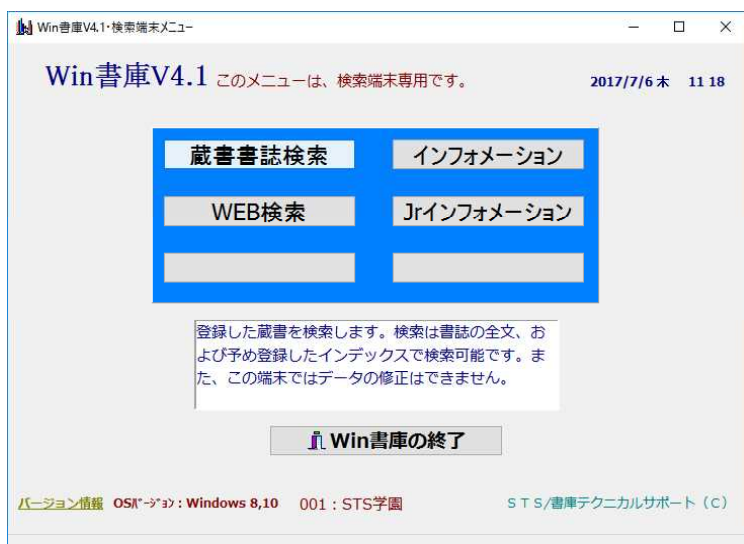 Win書庫V4.1・検索端末メニュー
Win書庫V4.1 このメニューは、検索端末専用です。 2017/7/6 木 11 18
蔵書書誌検索 インフォメーション
WEB検索 Jrインフォメーション
登録した蔵書を検索します。検索は書誌の全文、お
よび予め登録したインデックスで検索可能です。ま
た、この端末ではデータの修正はできません。
Win書庫の終了
バージョン情報 OSﾊﾞｰｼﾞｮﾝ : Windows 8,10 001 : STS学園 ＳＴＳ/書庫テクニカルサポート（Ｃ）